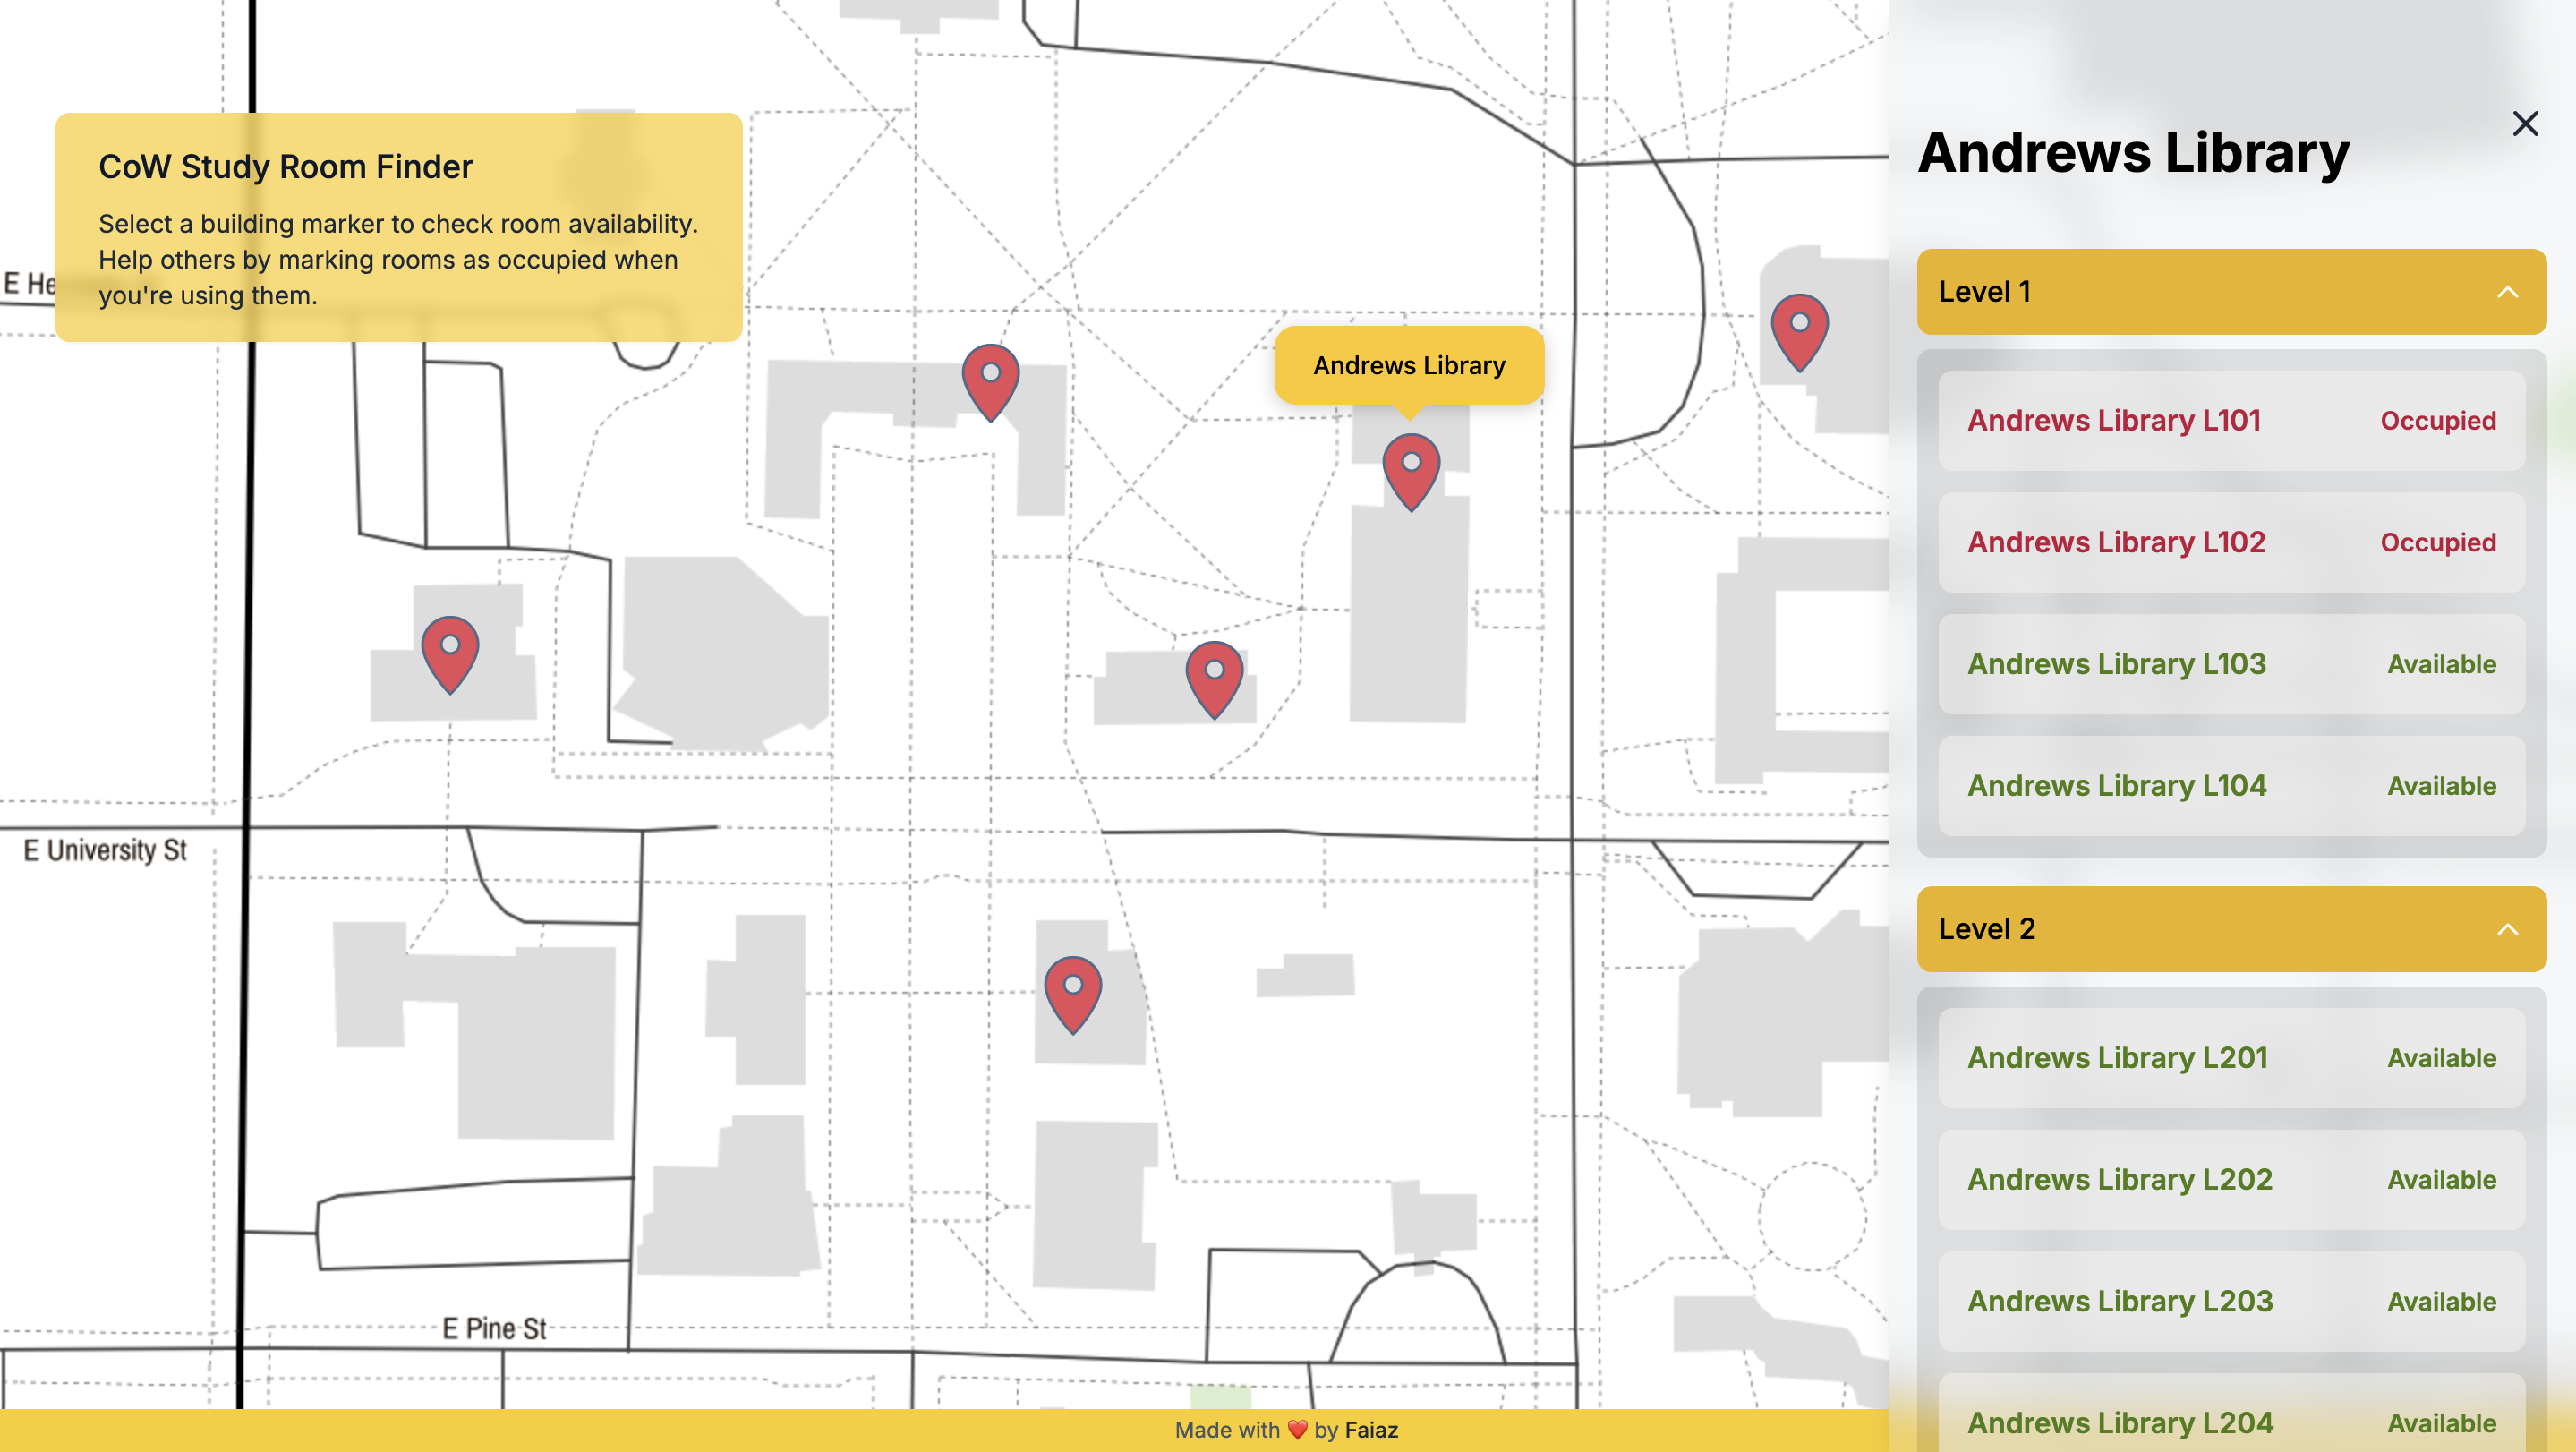 CoW Study Room Finder
Select a building marker to check room availability.
Help others by marking rooms as occupied when
you're using them.
E He
Andrews Library
E University St
E Pine St
Made with ❤️ by Faiaz
Andrews Library
Level 1
Andrews Library L101 Occupied
Andrews Library L102 Occupied
Andrews Library L103 Available
Andrews Library L104 Available
Level 2
Andrews Library L201 Available
Andrews Library L202 Available
Andrews Library L203 Available
Andrews Library L204 Available